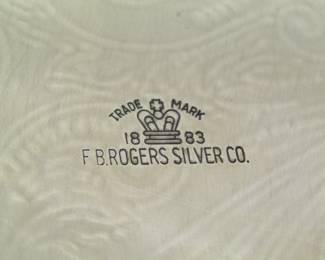 TRADE MARK
18 83
F B. ROGERS SILVER CO.